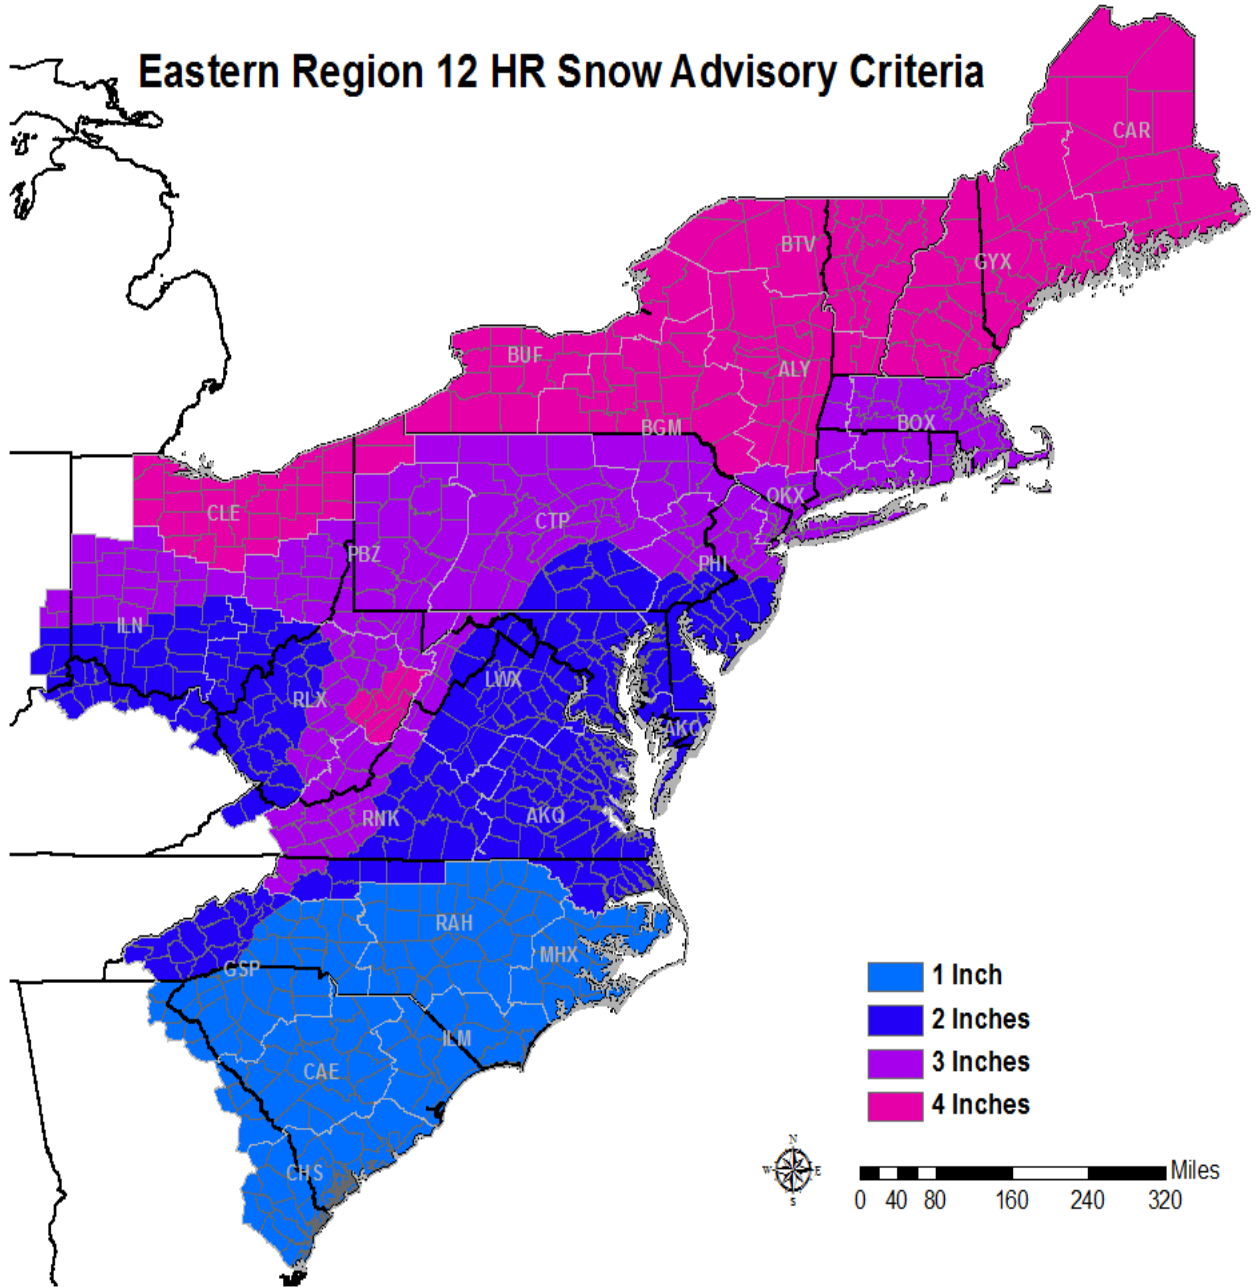 Eastern Region 12 HR Snow Advisory Criteria
CAR
BTV
GYX
BUF
ALY
BGM
BOX
CLE
OKX
CTP
PBZ
PHI
ILN
LWX
RLX
AKQ
RNK
AKQ
RAH
MHX
GSP
ILM
CAE
CHS
1 Inch
2 Inches
3 Inches
4 Inches
N
W E
S
Miles
0 40 80 160 240 320